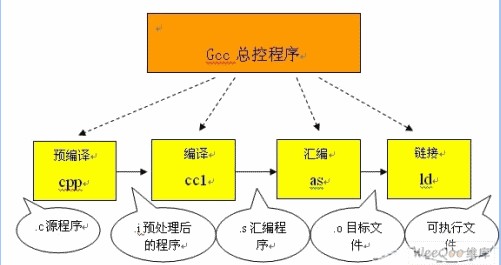 Gcc 总控程序
预编译
cpp
编译
cc1
汇编
as
链接
ld
.c源程序
.i预处理后
的程序
.s 汇编程
序
.o 目标文
件
可执行文
件
WeeQoo维库